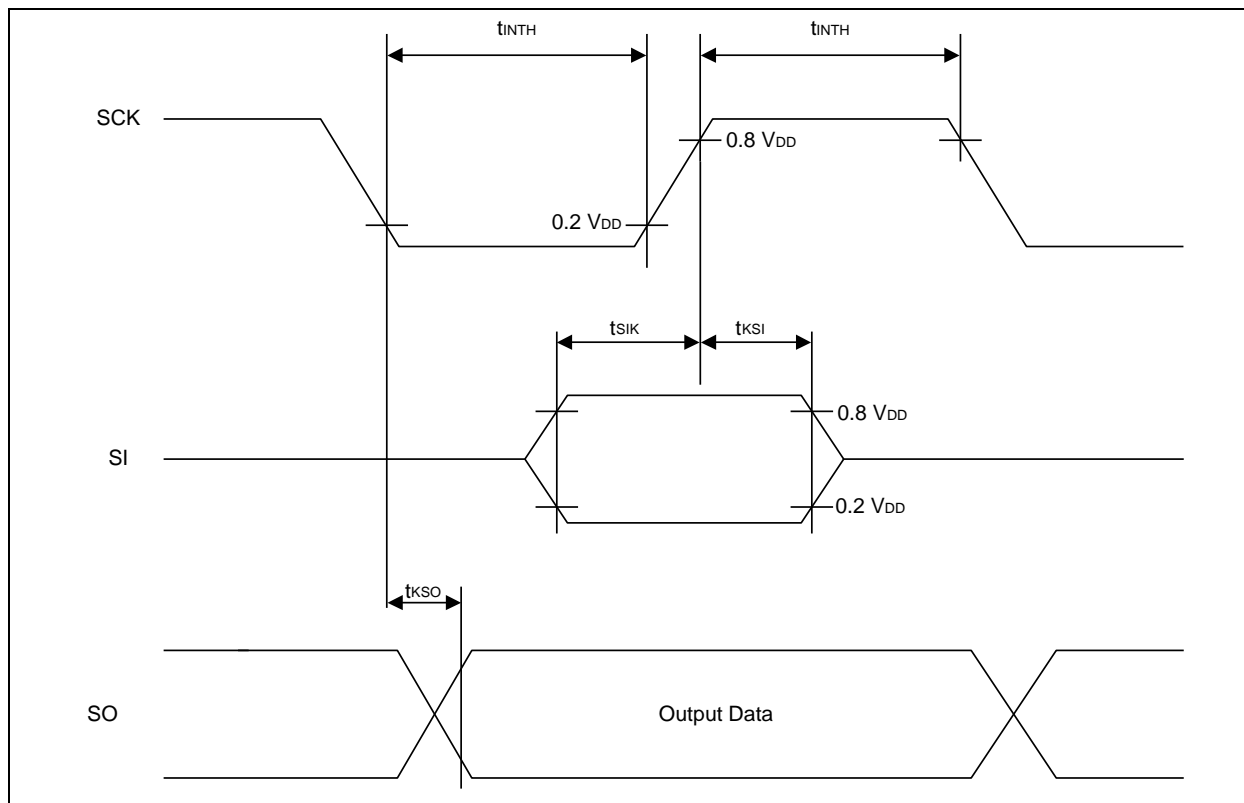 tINTH
tINTH
SCK
0.8 VDD
0.2 VDD
tSIK
tKSI
0.8 VDD
SI
0.2 VDD
tKSO
SO
Output Data